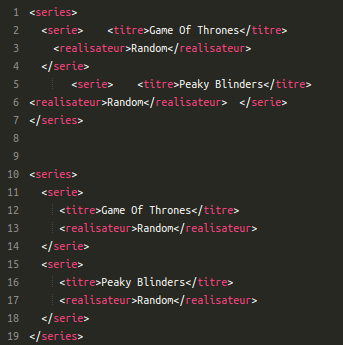 1 <series>
2   <serie>    <titre>Game Of Thrones</titre>
3     <realisateur>Random</realisateur>
4   </serie>
5        <serie>    <titre>Peaky Blinders</titre>
6 <realisateur>Random</realisateur>  </serie>
7 </series>
8
9
10 <series>
11   <serie>
12      <titre>Game Of Thrones</titre>
13      <realisateur>Random</realisateur>
14   </serie>
15   <serie>
16      <titre>Peaky Blinders</titre>
17      <realisateur>Random</realisateur>
18   </serie>
19 </series>